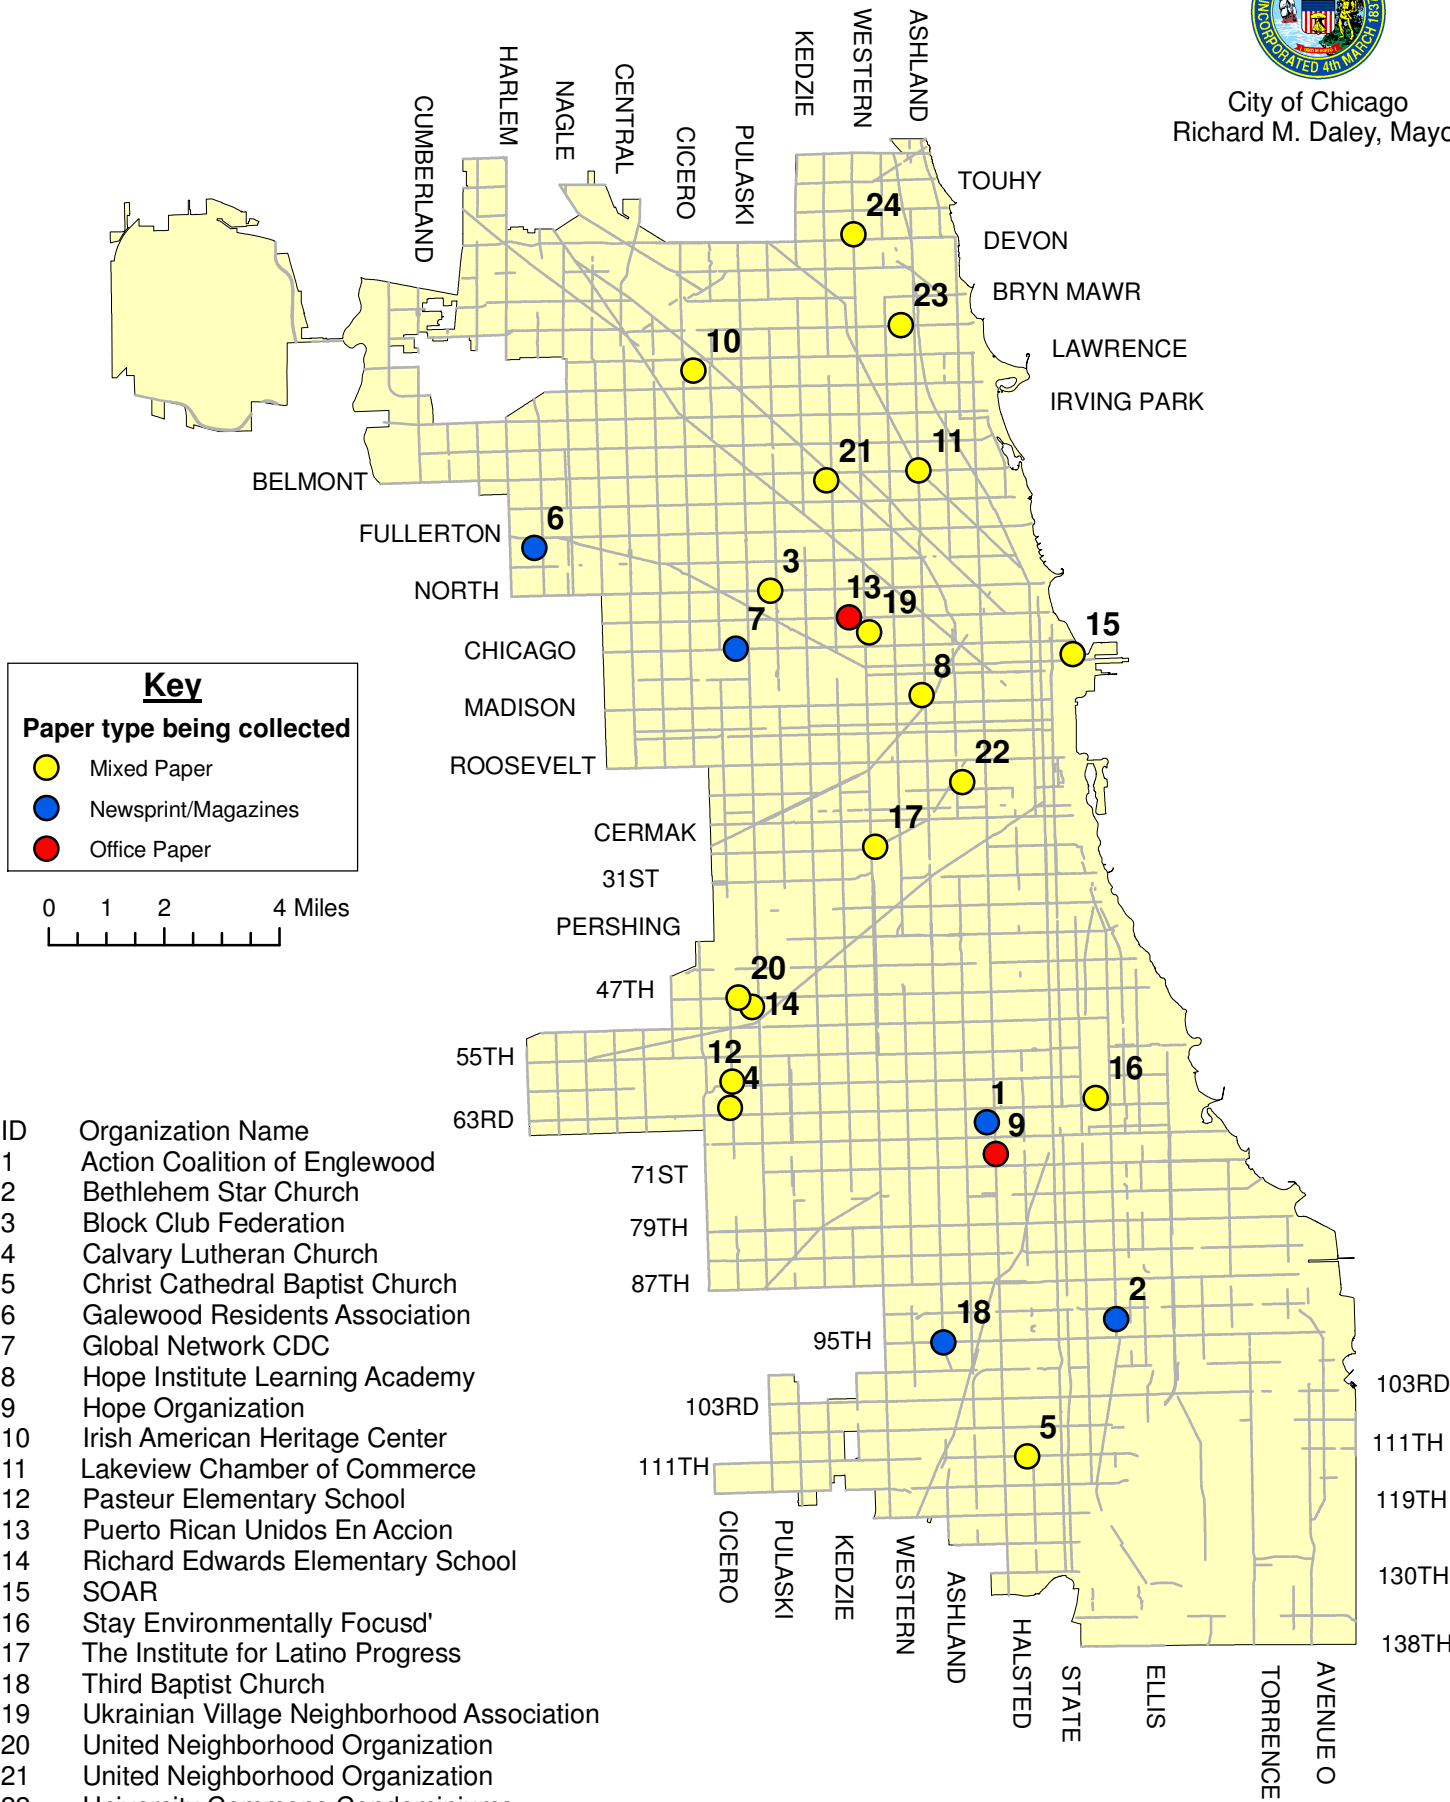 INCORPORATED 4th MARCH 1837
City of Chicago
Richard M. Daley, Mayo
CUMBERLAND
HARLEM
NAGLE
CENTRAL
CICERO
PULASKI
KEDZIE
WESTERN
ASHLAND
TOUHY
24
DEVON
BRYN MAWR
23
10
LAWRENCE
IRVING PARK
11
21
BELMONT
6
FULLERTON
3
13
NORTH
19
7
15
CHICAGO
8
MADISON
22
ROOSEVELT
17
CERMAK
31ST
PERSHING
20
47TH
14
12
55TH
4
16
1
63RD
9
71ST
79TH
87TH
2
18
95TH
103RD
103RD
5
111TH
111TH
119TH
130TH
138TH
CICERO
PULASKI
KEDZIE
WESTERN
ASHLAND
HALSTED
STATE
ELLIS
TORRENCE
AVENUE O
Key
Paper type being collected
Mixed Paper
Newsprint/Magazines
Office Paper
0 1 2 4 Miles
ID Organization Name
1 Action Coalition of Englewood
2 Bethlehem Star Church
3 Block Club Federation
4 Calvary Lutheran Church
5 Christ Cathedral Baptist Church
6 Galewood Residents Association
7 Global Network CDC
8 Hope Institute Learning Academy
9 Hope Organization
10 Irish American Heritage Center
11 Lakeview Chamber of Commerce
12 Pasteur Elementary School
13 Puerto Rican Unidos En Accion
14 Richard Edwards Elementary School
15 SOAR
16 Stay Environmentally Focusd'
17 The Institute for Latino Progress
18 Third Baptist Church
19 Ukrainian Village Neighborhood Association
20 United Neighborhood Organization
21 United Neighborhood Organization
22 University Commons Condominiums